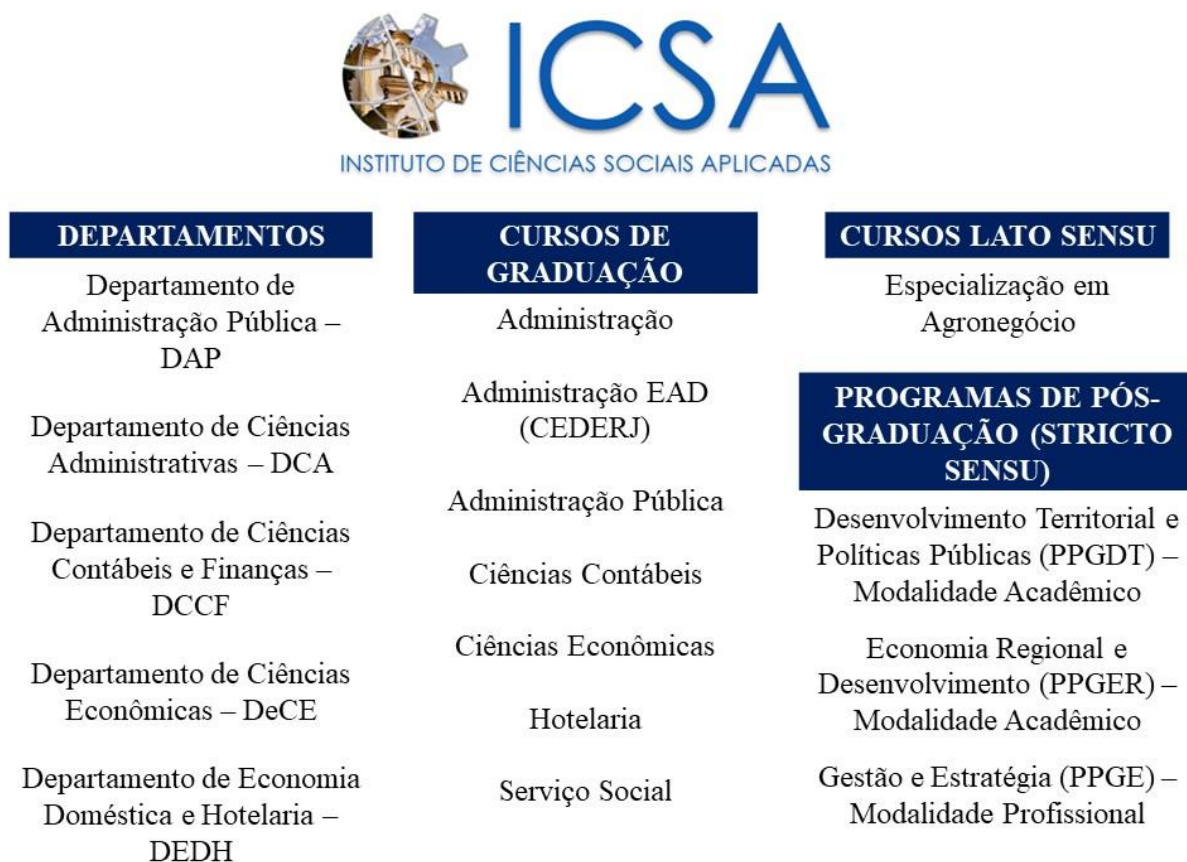 ICSA
INSTITUTO DE CIÊNCIAS SOCIAIS APLICADAS
DEPARTAMENTOS
Departamento de
Administração Pública –
DAP
Departamento de Ciências
Administrativas – DCA
Departamento de Ciências
Contábeis e Finanças –
DCCF
Departamento de Ciências
Econômicas – DeCE
Departamento de Economia
Doméstica e Hotelaria –
DEDH
CURSOS DE
GRADUAÇÃO
Administração
Administração EAD
(CEDERJ)
Administração Pública
Ciências Contábeis
Ciências Econômicas
Hotelaria
Serviço Social
CURSOS LATO SENSU
Especialização em
Agronegócio
PROGRAMAS DE PÓS-
GRADUAÇÃO (STRICTO
SENSU)
Desenvolvimento Territorial e
Políticas Públicas (PPGDT) –
Modalidade Acadêmico
Economia Regional e
Desenvolvimento (PPGER) –
Modalidade Acadêmico
Gestão e Estratégia (PPGE) –
Modalidade Profissional